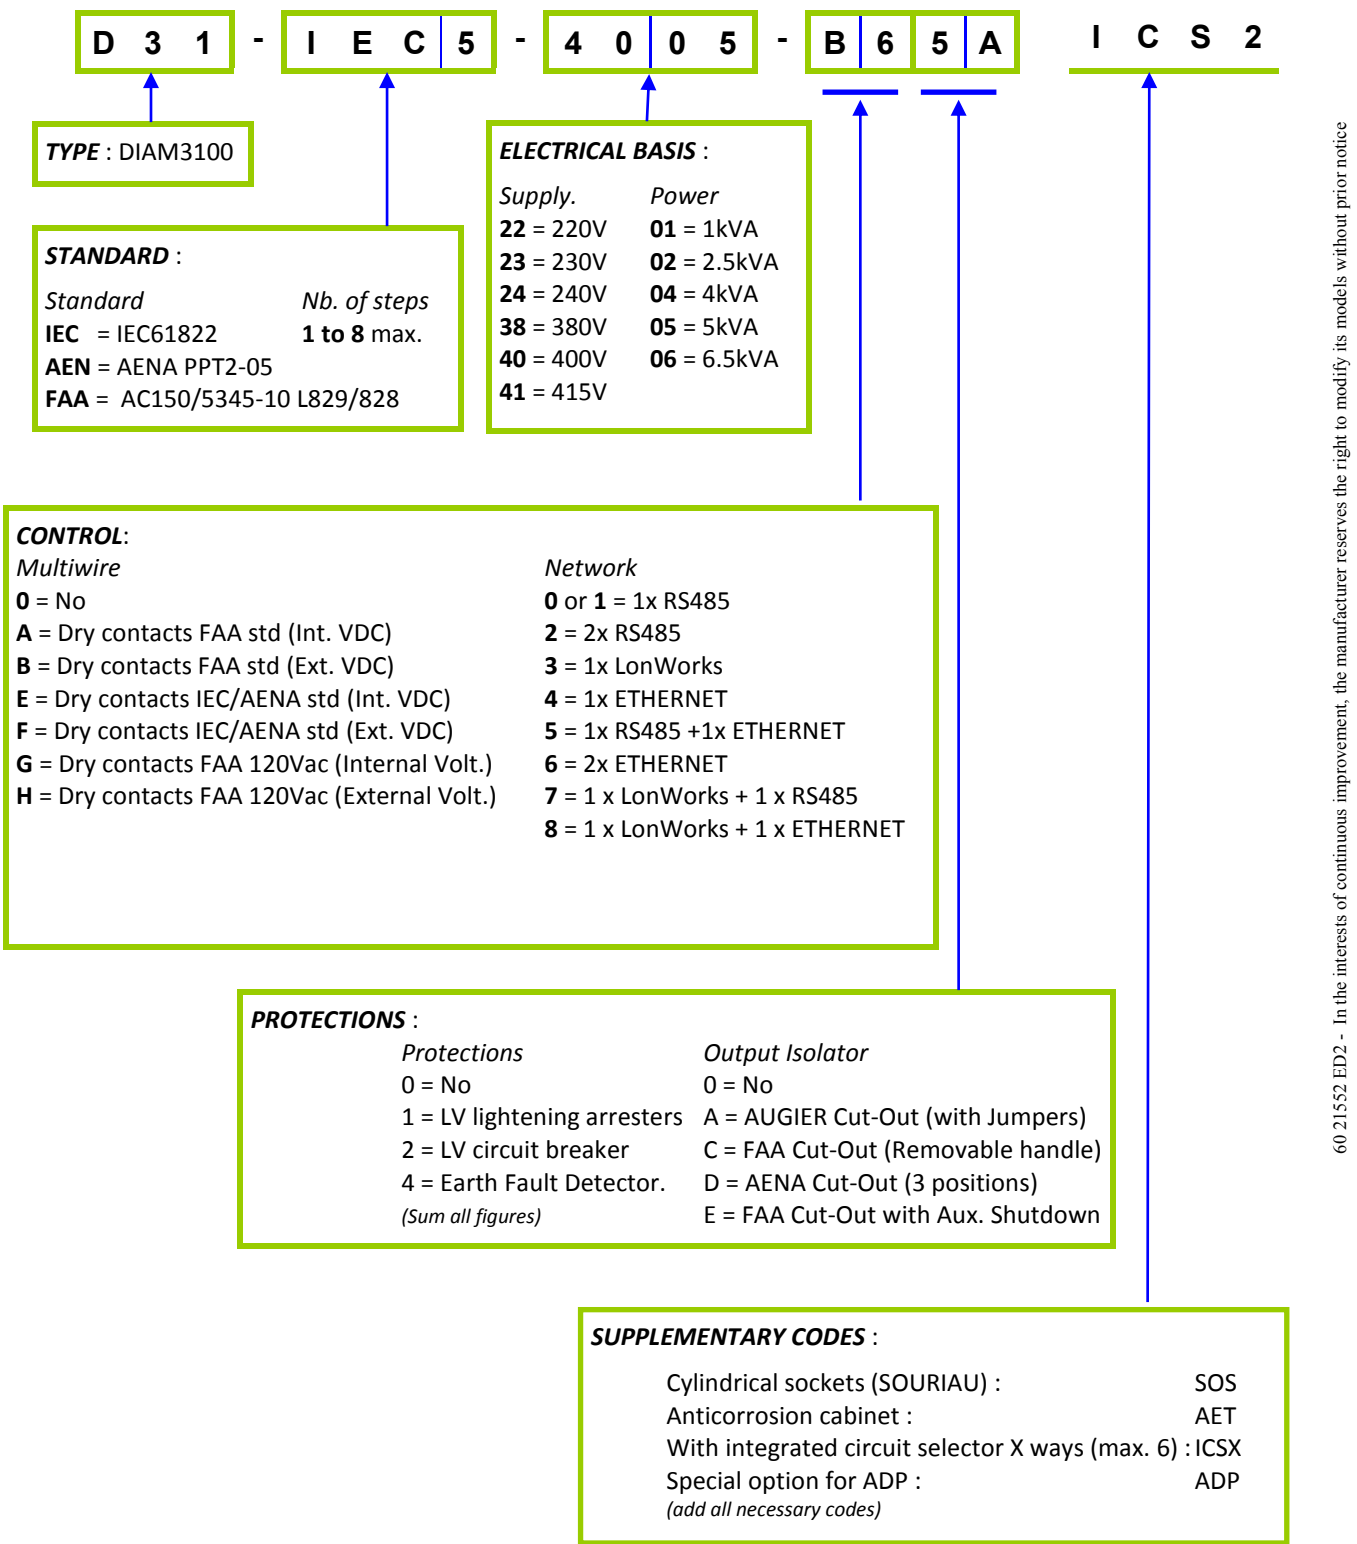 D 3 1 - I E C 5 - 4 0 0 5 - B 6 5 A I C S 2
TYPE : DIAM3100
STANDARD :
Standard Nb. of steps
IEC = IEC61822 1 to 8 max.
AEN = AENA PPT2-05
FAA = AC150/5345-10 L829/828
ELECTRICAL BASIS :
Supply. Power
22 = 220V 01 = 1kVA
23 = 230V 02 = 2.5kVA
24 = 240V 04 = 4kVA
38 = 380V 05 = 5kVA
40 = 400V 06 = 6.5kVA
41 = 415V
CONTROL:
Multiwire Network
0 = No 0 or 1 = 1x RS485
A = Dry contacts FAA std (Int. VDC) 2 = 2x RS485
B = Dry contacts FAA std (Ext. VDC) 3 = 1x LonWorks
E = Dry contacts IEC/AENA std (Int. VDC) 4 = 1x ETHERNET
F = Dry contacts IEC/AENA std (Ext. VDC) 5 = 1x RS485 +1x ETHERNET
G = Dry contacts FAA 120Vac (Internal Volt.) 6 = 2x ETHERNET
H = Dry contacts FAA 120Vac (External Volt.) 7 = 1 x LonWorks + 1 x RS485
8 = 1 x LonWorks + 1 x ETHERNET
PROTECTIONS :
Protections Output Isolator
0 = No 0 = No
1 = LV lightening arresters A = AUGIER Cut-Out (with Jumpers)
2 = LV circuit breaker C = FAA Cut-Out (Removable handle)
4 = Earth Fault Detector. D = AENA Cut-Out (3 positions)
(Sum all figures) E = FAA Cut-Out with Aux. Shutdown
SUPPLEMENTARY CODES :
Cylindrical sockets (SOURIAU) : SOS
Anticorrosion cabinet : AET
With integrated circuit selector X ways (max. 6) : ICSX
Special option for ADP : ADP
(add all necessary codes)
60 21552 ED2 - In the interests of continuous improvement, the manufacturer reserves the right to modify its models without prior notice